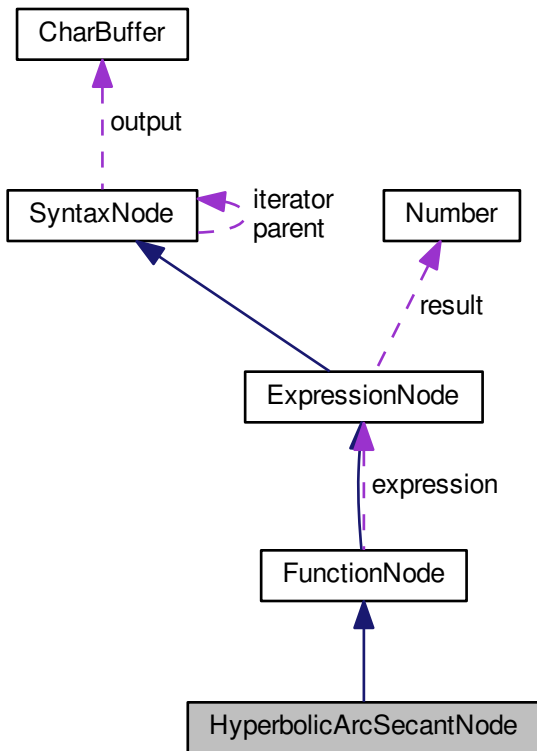 CharBuffer
output
SyntaxNode
iterator
parent
Number
result
ExpressionNode
expression
FunctionNode
HyperbolicArcSecantNode